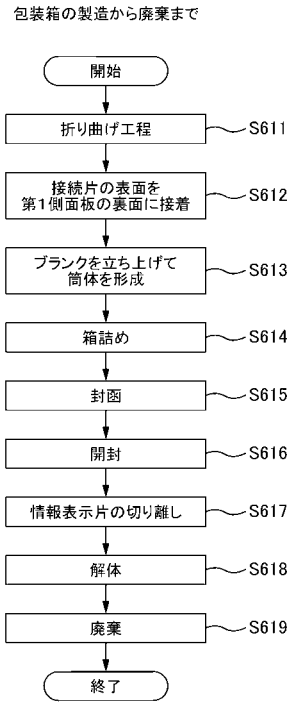 包装箱の製造から廃棄まで
開始
折り曲げ工程
S611
接続片の表面を
第1側面板の裏面に接着
S612
ブランクを立ち上げて
筒体を形成
S613
箱詰め
S614
封函
S615
開封
S616
情報表示片の切り離し
S617
解体
S618
廃棄
S619
終了